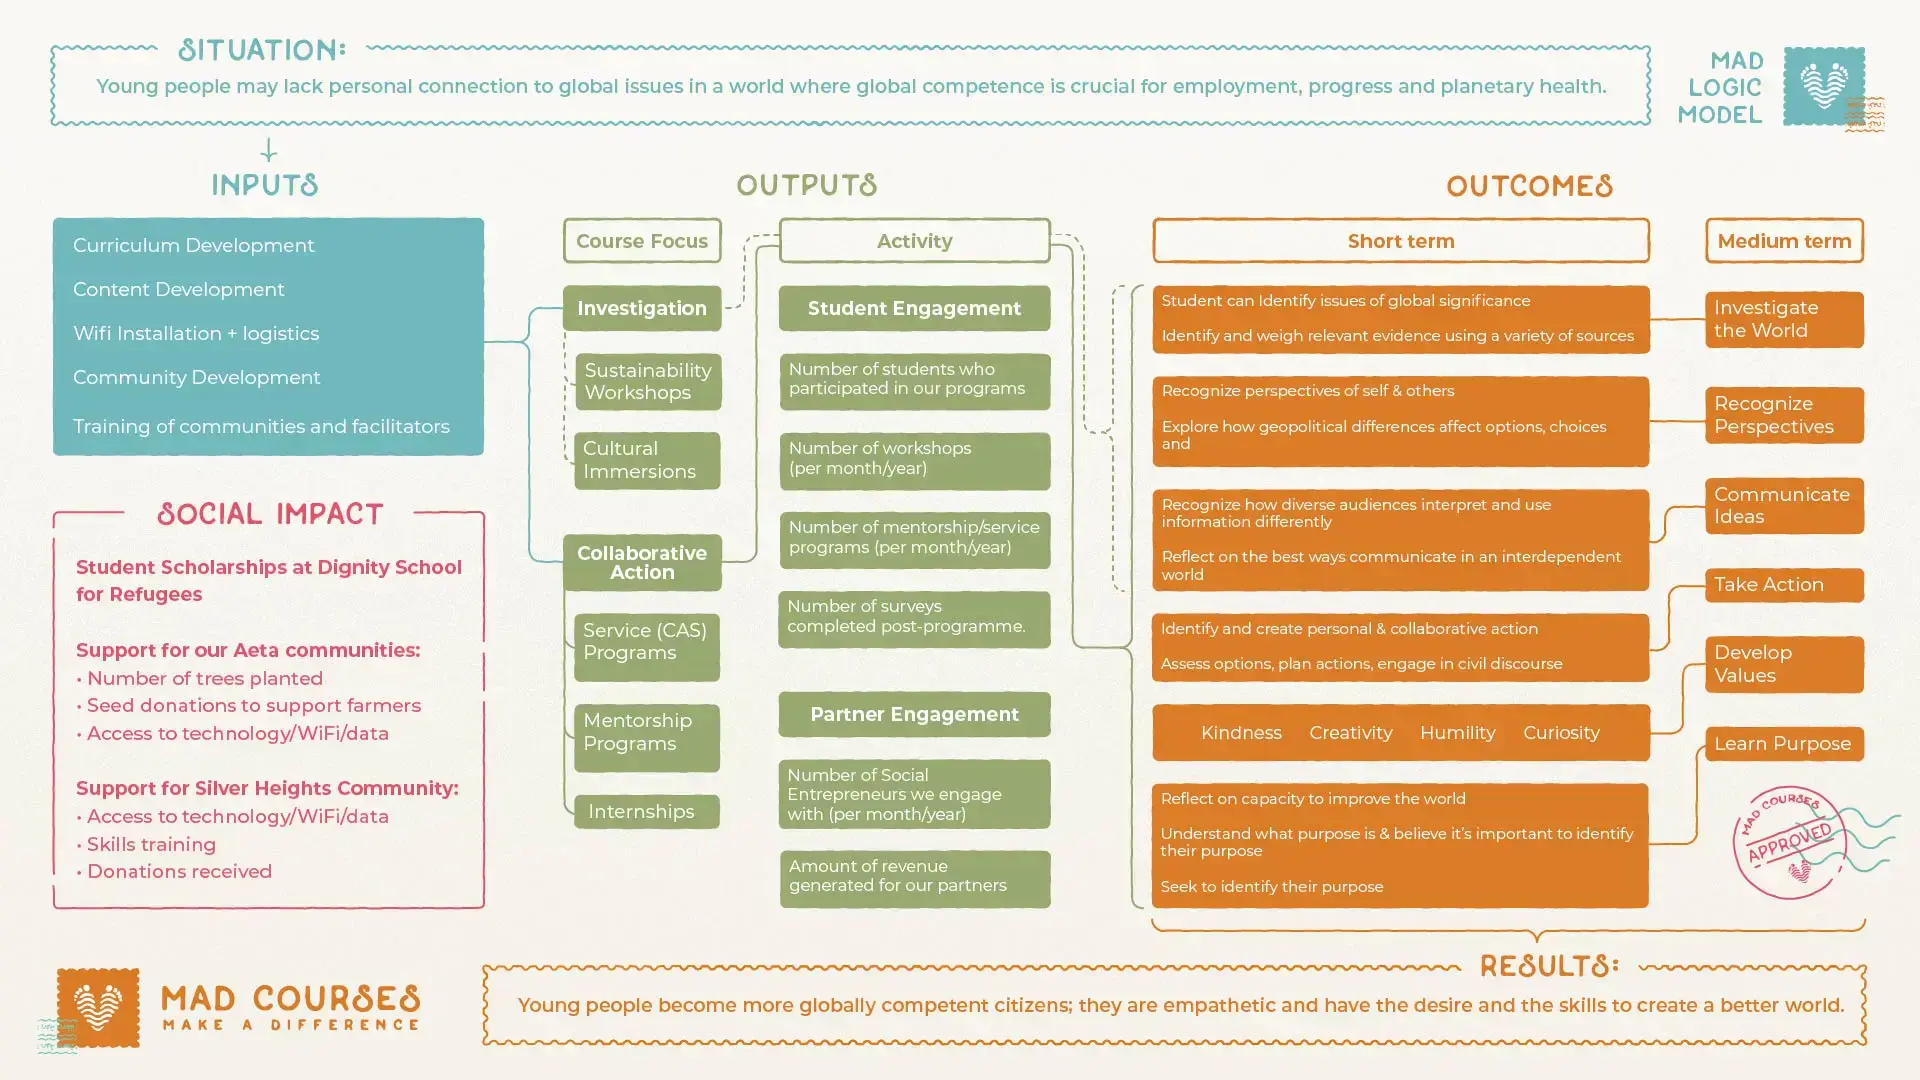 SITUATION:
Young people may lack personal connection to global issues in a world where global competence is crucial for employment, progress and planetary health.
MAD
LOGIC
MODEL
INPUTS
Curriculum Development
Content Development
Wifi Installation + logistics
Community Development
Training of communities and facilitators
SOCIAL IMPACT
Student Scholarships at Dignity School
for Refugees
Support for our Aeta communities:
• Number of trees planted
• Seed donations to support farmers
• Access to technology/WiFi/data
Support for Silver Heights Community:
• Access to technology/WiFi/data
• Skills training
• Donations received
OUTPUTS
Course Focus
Investigation
Sustainability
Workshops
Cultural
Immersions
Collaborative
Action
Service (CAS)
Programs
Mentorship
Programs
Internships
Activity
Student Engagement
Number of students who
participated in our programs
Number of workshops
(per month/year)
Number of mentorship/service
programs (per month/year)
Number of surveys
completed post-programme.
Partner Engagement
Number of Social
Entrepreneurs we engage
with (per month/year)
Amount of revenue
generated for our partners
OUTCOMES
Short term
Student can Identify issues of global significance
Identify and weigh relevant evidence using a variety of sources
Recognize perspectives of self & others
Explore how geopolitical differences affect options, choices
and
Recognize how diverse audiences interpret and use
information differently
Reflect on the best ways communicate in an interdependent
world
Identify and create personal & collaborative action
Assess options, plan actions, engage in civil discourse
Kindness Creativity Humility Curiosity
Reflect on capacity to improve the world
Understand what purpose is & believe it's important to identify
their purpose
Seek to identify their purpose
Medium term
Investigate
the World
Recognize
Perspectives
Communicate
Ideas
Take Action
Develop
Values
Learn Purpose
MAD COURSES
APPROVED
MAD COURSES
MAKE A DIFFERENCE
RESULTS:
Young people become more globally competent citizens; they are empathetic and have the desire and the skills to create a better world.